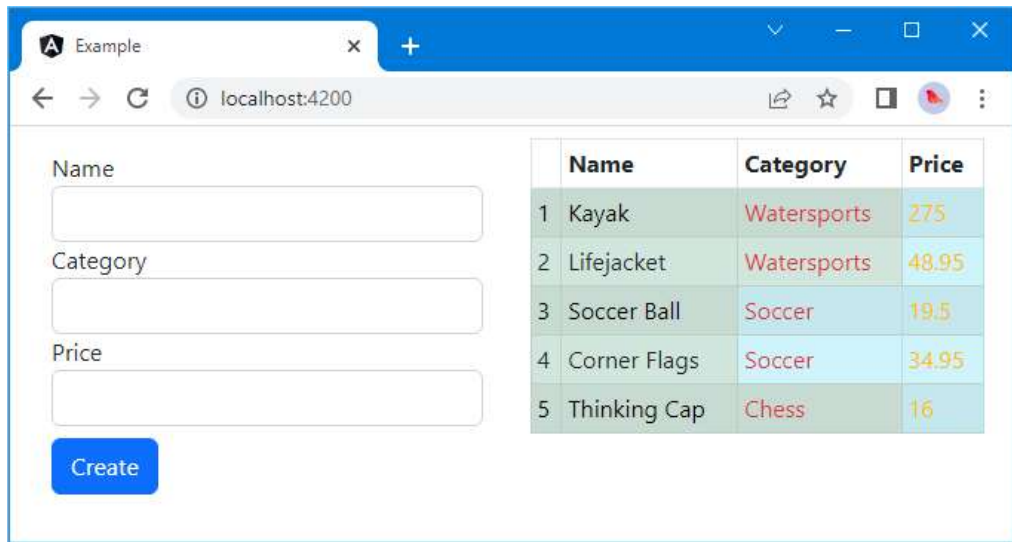 Example
localhost:4200
Name
Category
Price
Create
Name Category Price
1 Kayak Watersports 275
2 Lifejacket Watersports 48.95
3 Soccer Ball Soccer 19.5
4 Corner Flags Soccer 34.95
5 Thinking Cap Chess 16